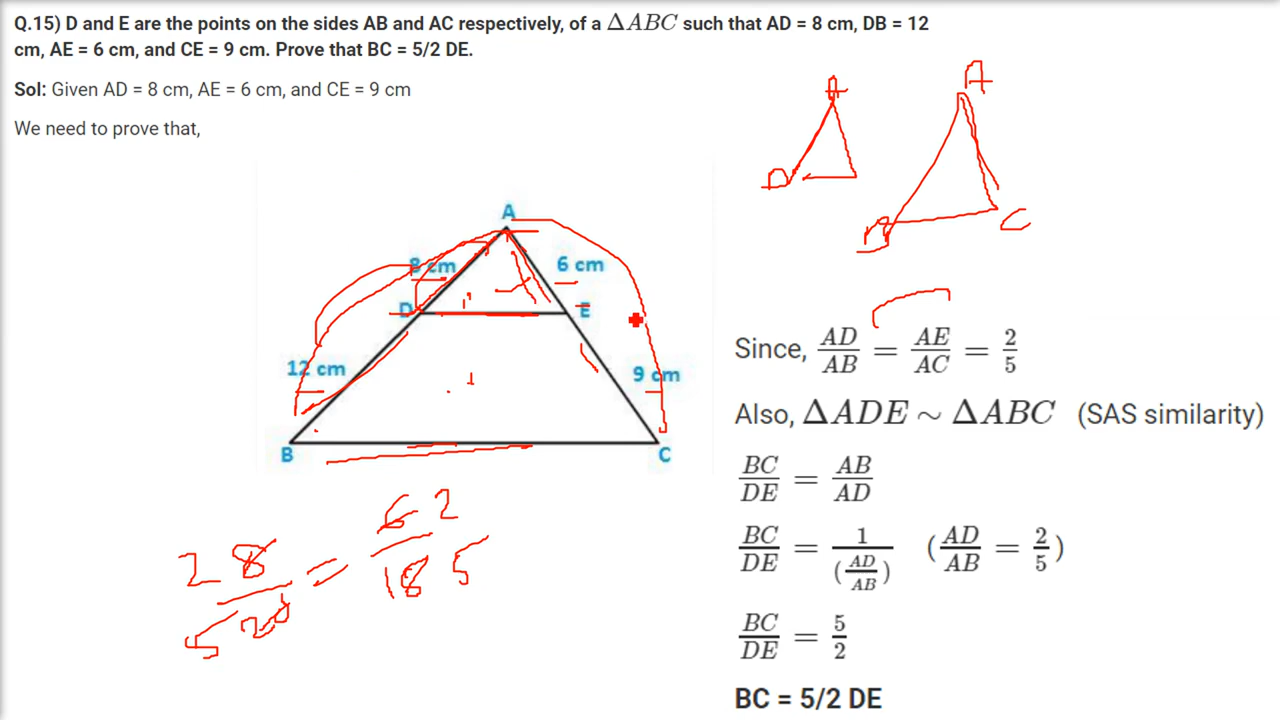 Q.15) D and E are the points on the sides AB and AC respectively, of a ΔABC such that AD = 8 cm, DB = 12
cm, AE = 6 cm, and CE = 9 cm. Prove that BC = 5/2 DE.
Sol: Given AD = 8 cm, AE = 6 cm, and CE = 9 cm
We need to prove that,
A
D
A
B
C
A
8 cm
6 cm
D
E
12 cm
9 cm
B
C
2 8/5 20 = 6 2/18 5
Since, AD/AB = AE/AC = 2/5
Also, ΔADE ~ ΔABC (SAS similarity)
BC/DE = AB/AD
BC/DE = 1/(AD/AB) (AD/AB = 2/5)
BC/DE = 5/2
BC = 5/2 DE